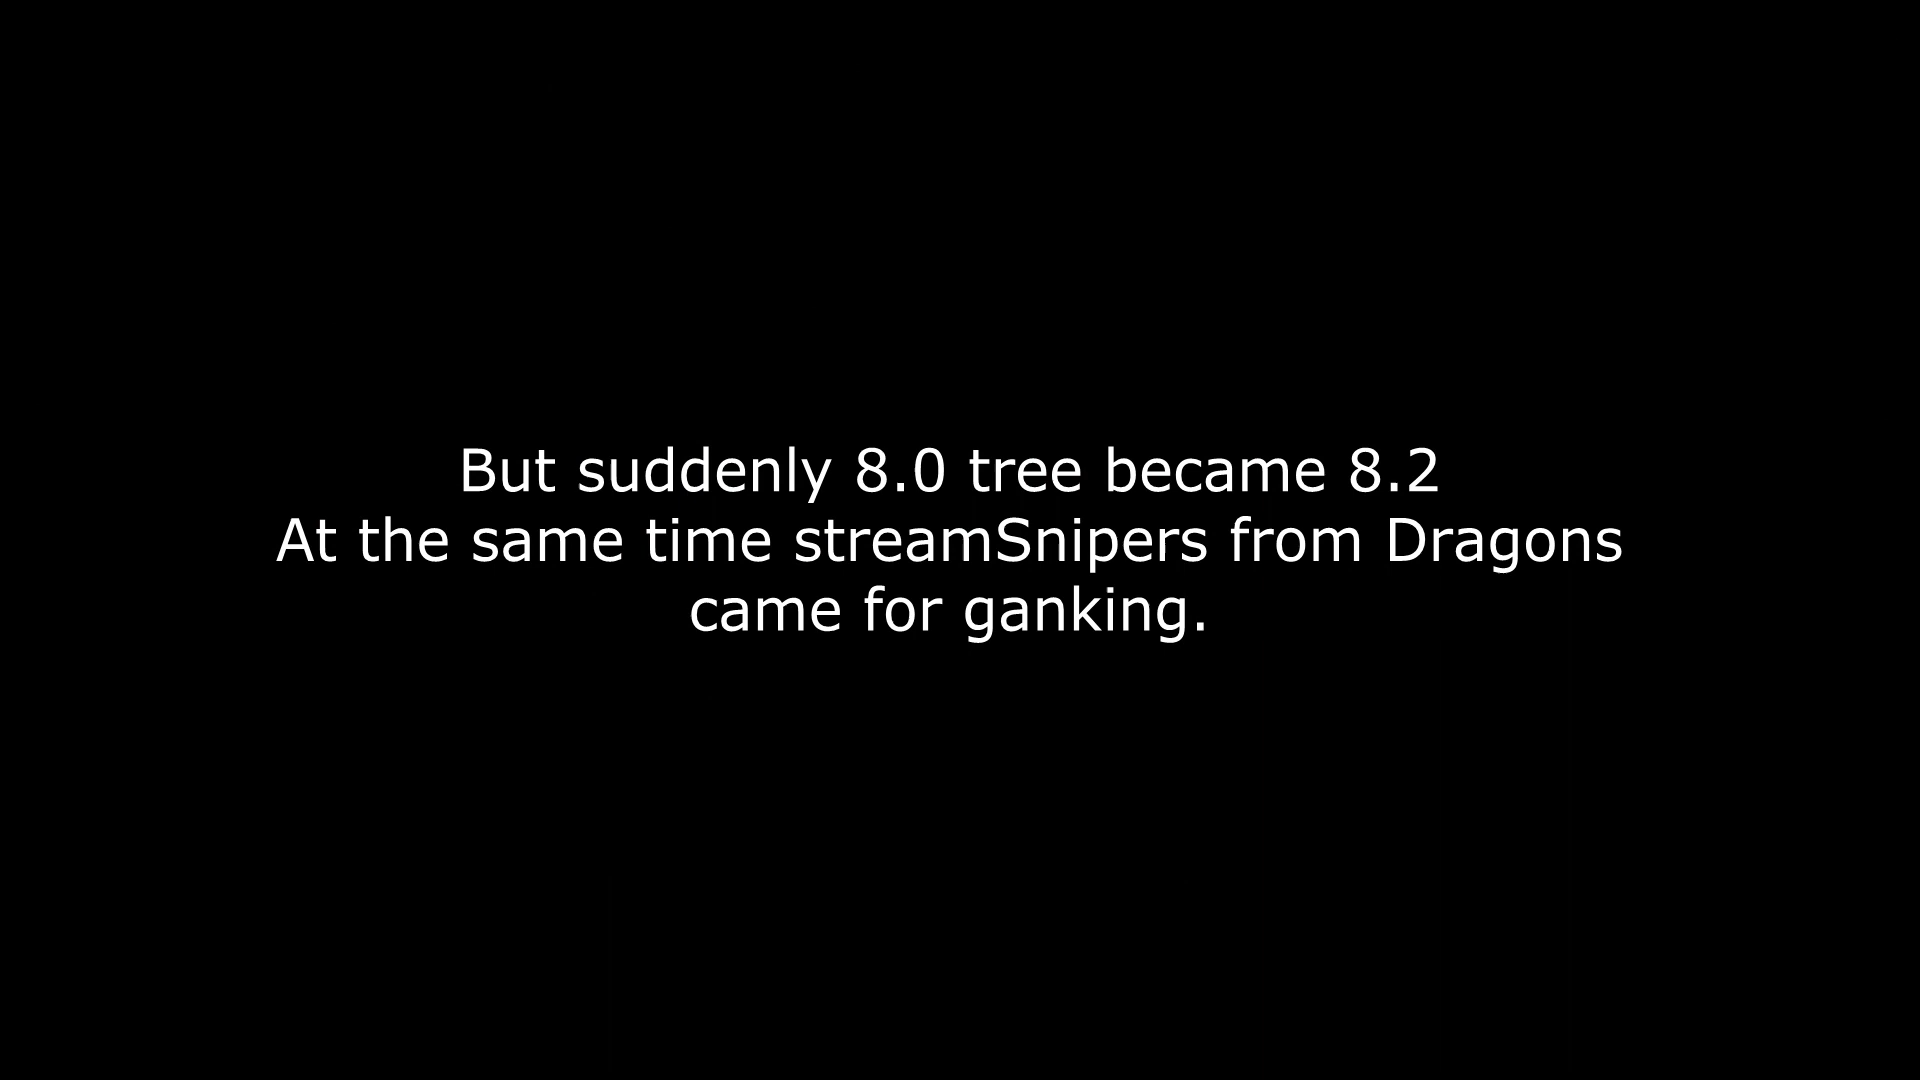 But suddenly 8.0 tree became 8.2
At the same time streamSnipers from Dragons
came for ganking.